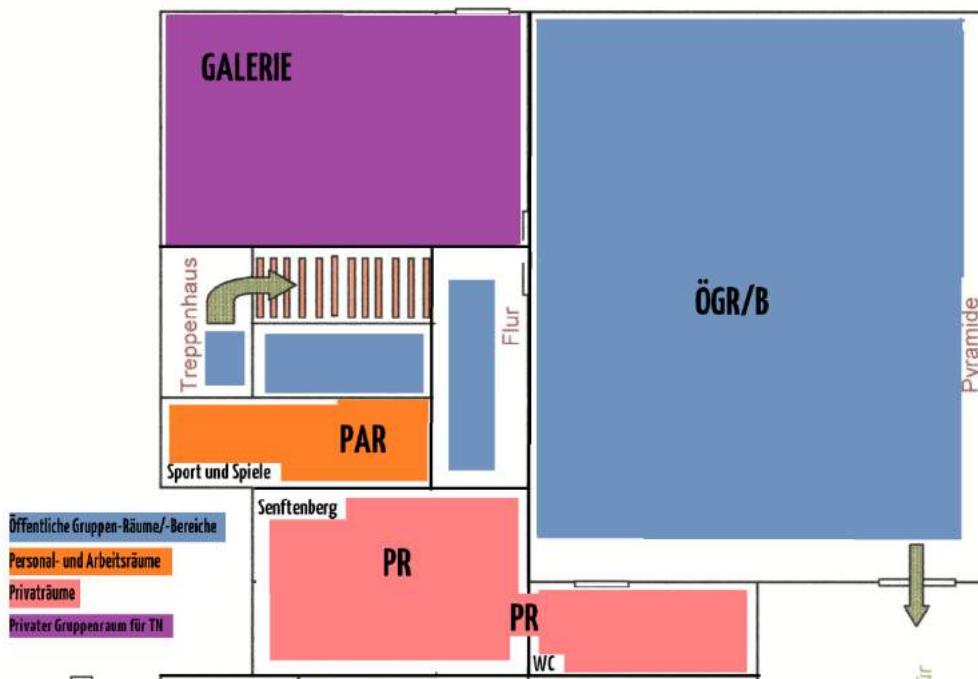 GALERIE
Treppenhaus
Flur
ÖGR/B
Pyramide
PAR
Sport und Spiele
Senftenberg
PR
PR
WC
Öffentliche Gruppen-Räume/-Bereiche
Personal- und Arbeitsräume
Privaträume
Privater Gruppenraum für TN